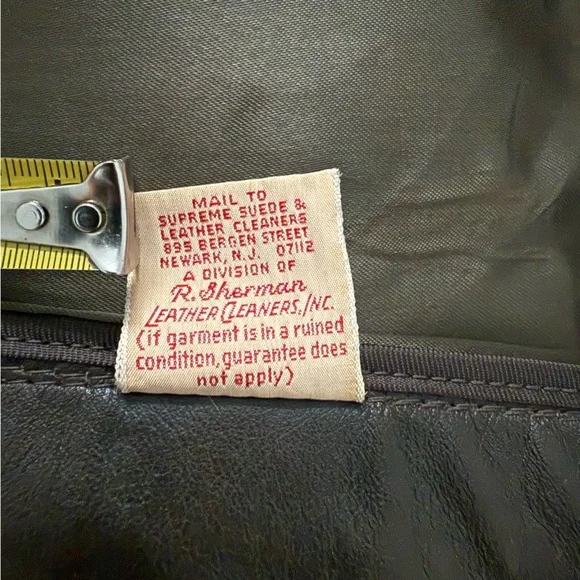 MAIL TO
SUPREME SUEDE &
LEATHER CLEANERS
895 BERGEN STREET
NEWARK, N.J. 07112
A DIVISION OF
R. Sherman
LEATHER CLEANERS, INC.
(if garment is in a ruined
condition, guarantee does
not apply)